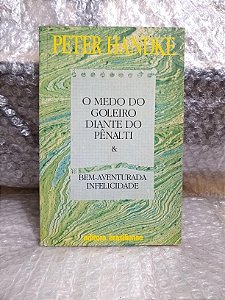 PETER HANDKE
O MEDO DO
GOLEIRO
DIANTE DO
PÊNALTI
&
BEM-AVENTURADA
INFELICIDADE
editora brasiliense